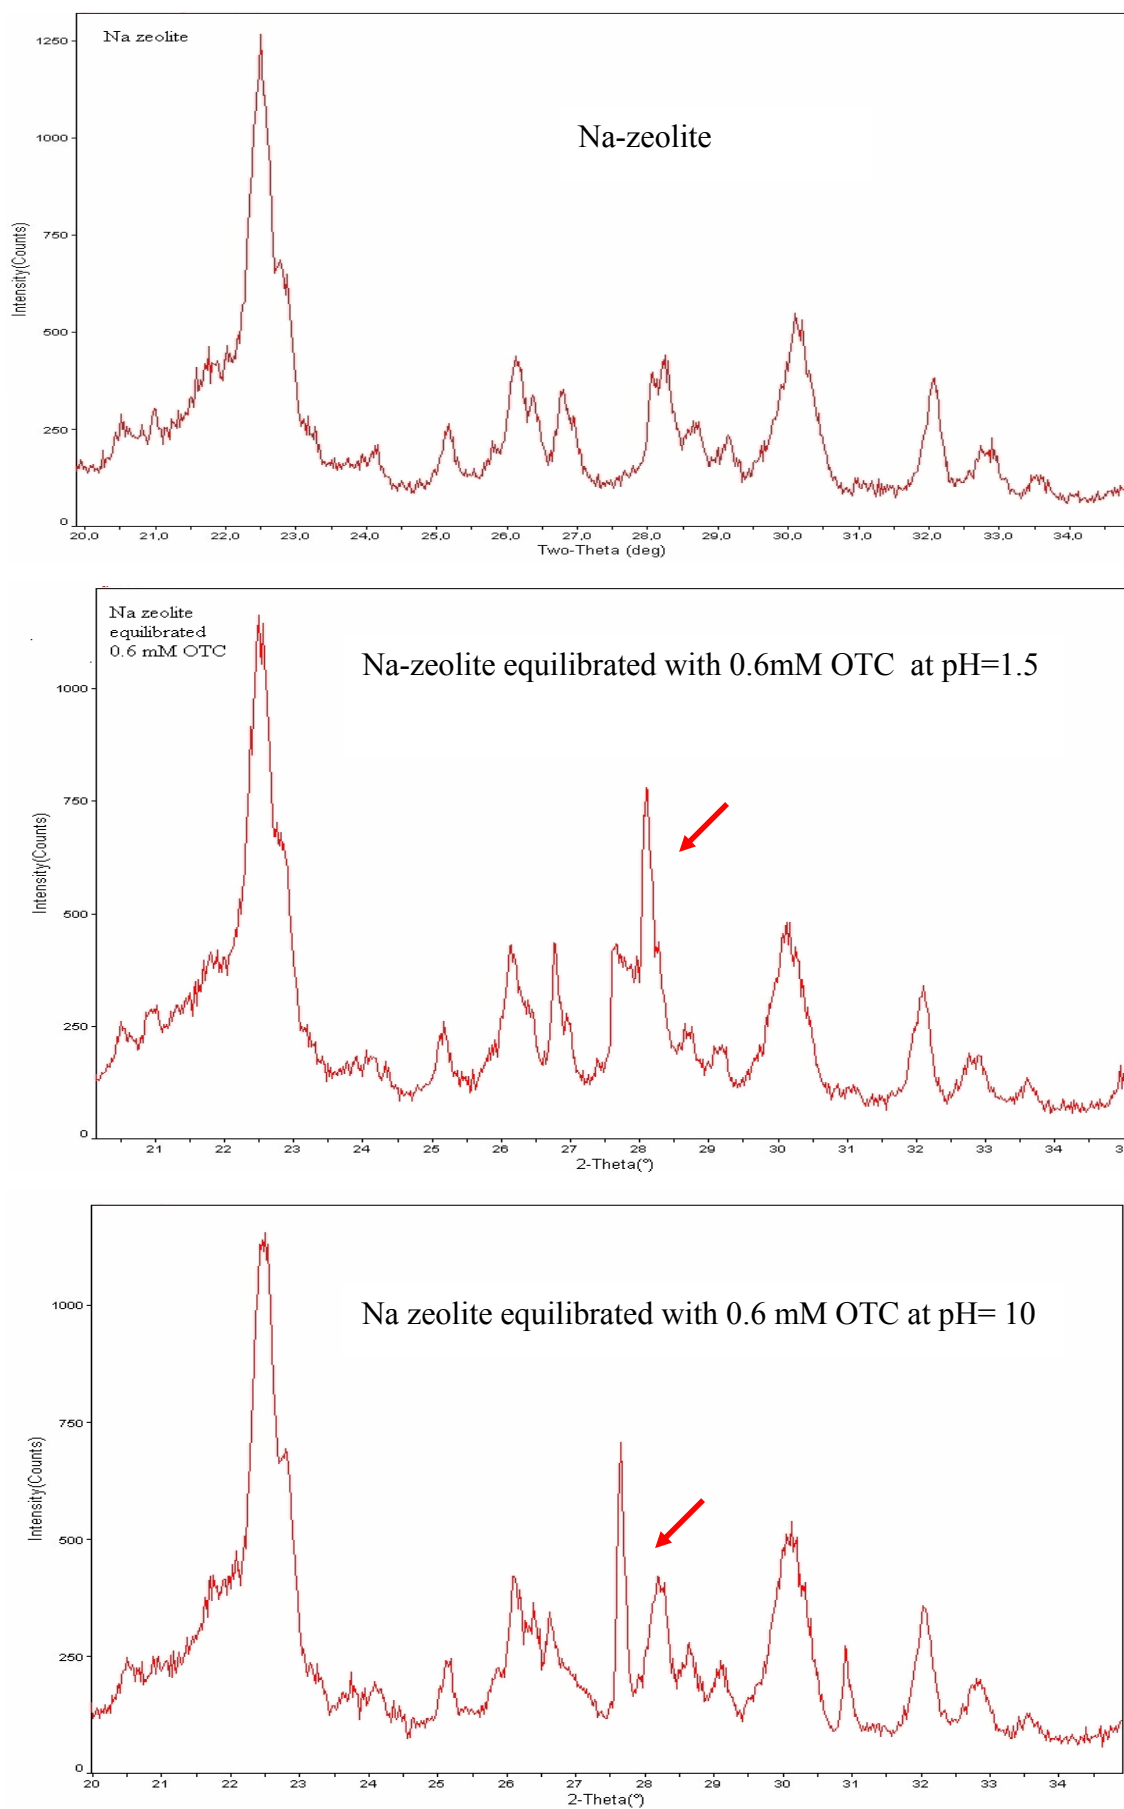 Na zeolite
Na-zeolite
1250
1000
750
500
250
0
Intensity(Counts)
20,0 21,0 22,0 23,0 24,0 25,0 26,0 27,0 28,0 29,0 30,0 31,0 32,0 33,0 34,0
Two-Theta (deg)
Na zeolite
equilibrated
0.6 mM OTC
Na-zeolite equilibrated with 0.6mM OTC at pH=1.5
1000
750
500
250
0
Intensity(Counts)
21 22 23 24 25 26 27 28 29 30 31 32 33 34 3
2-Theta(°)
Na zeolite equilibrated with 0.6 mM OTC at pH= 10
1000
750
500
250
0
Intensity(Counts)
20 21 22 23 24 25 26 27 28 29 30 31 32 33 34
2-Theta(°)